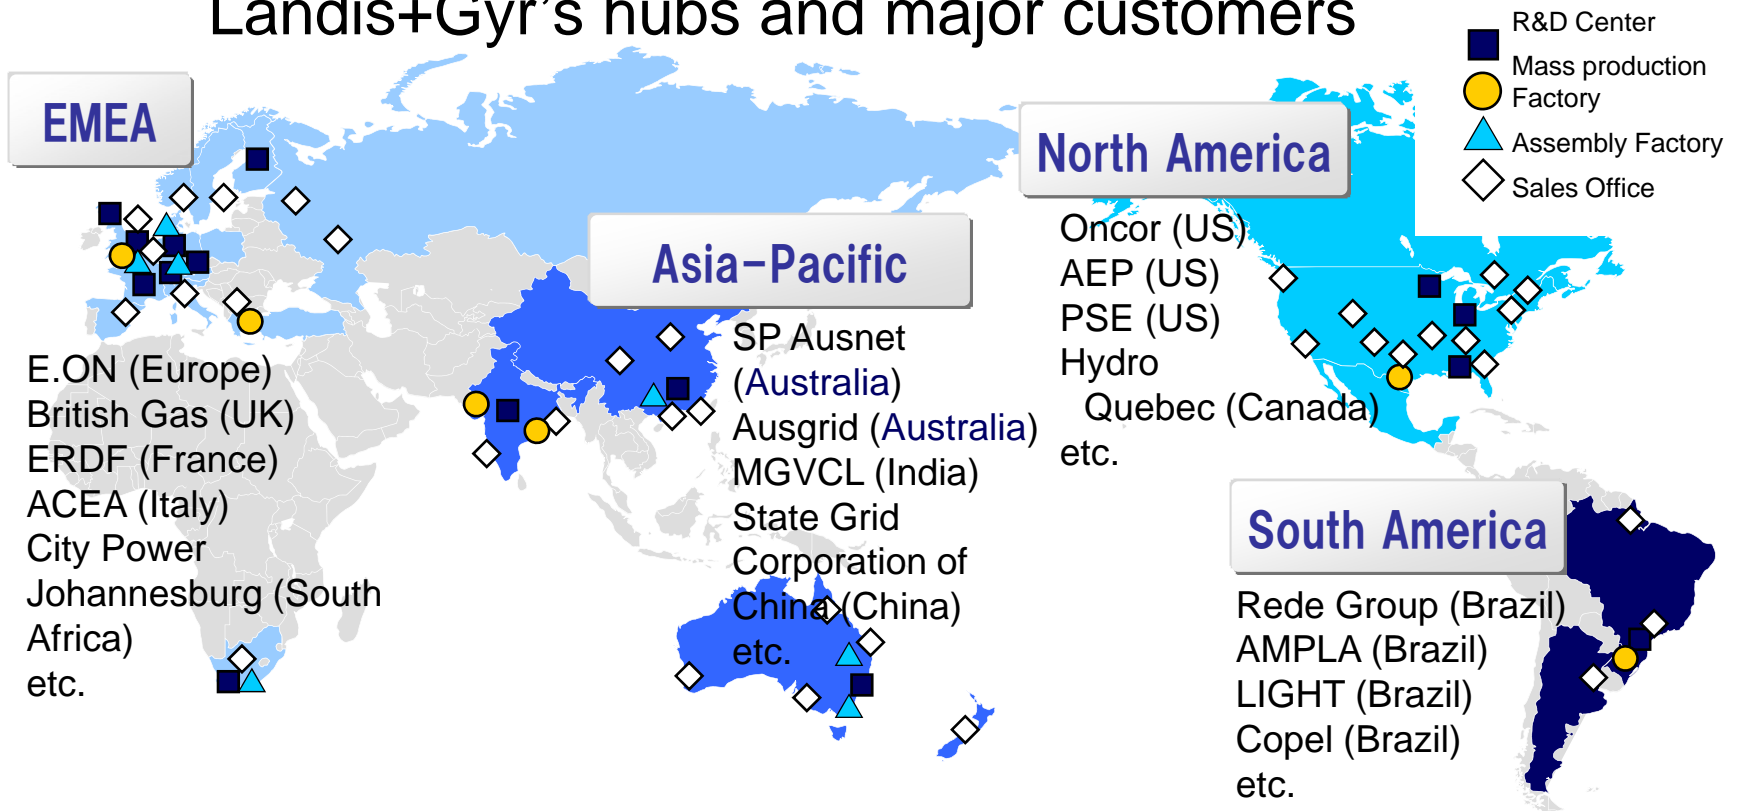 Landis+Gyr's hubs and major customers
R&D Center
Mass production
Factory
Assembly Factory
Sales Office
EMEA
E.ON (Europe)
British Gas (UK)
ERDF (France)
ACEA (Italy)
City Power
Johannesburg (South
Africa)
etc.
Asia-Pacific
SP Ausnet
(Australia)
Ausgrid (Australia)
MGVCL (India)
State Grid
Corporation of
China (China)
etc.
North America
Oncor (US)
AEP (US)
PSE (US)
Hydro
Quebec (Canada)
etc.
South America
Rede Group (Brazil)
AMPLA (Brazil)
LIGHT (Brazil)
Copel (Brazil)
etc.